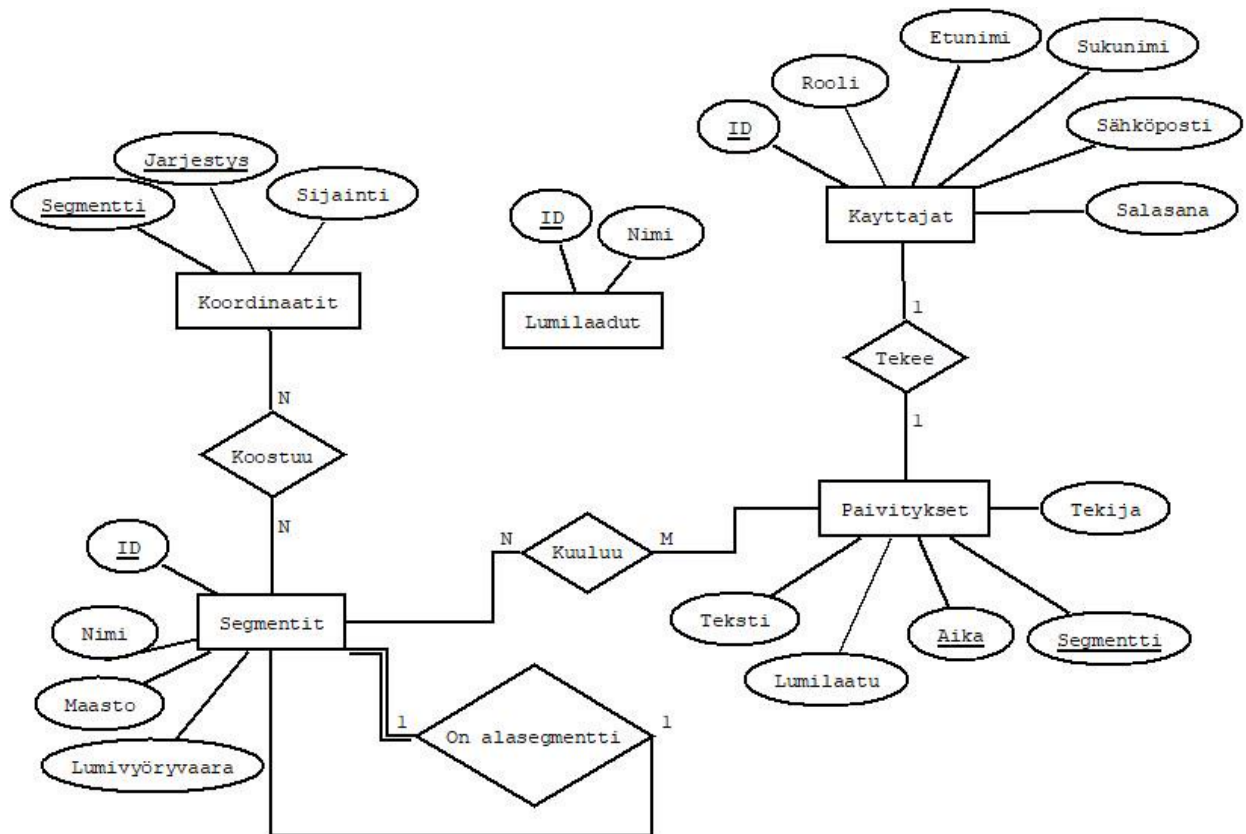 Etunimi
Sukunimi
Rooli
ID
Sähköposti
Salasana
Kayttajat
Jarjestys
Segmentti
Sijainti
Koordinaatit
ID
Nimi
Lumilaadut
1
Tekee
1
N
Koostuu
N
Paivitykset
Tekija
ID
N
Kuuluu
M
Segmentit
Nimi
Maasto
Lumivyöryvaara
Teksti
Lumilaatu
Aika
Segmentti
1
On alasegmentti
1